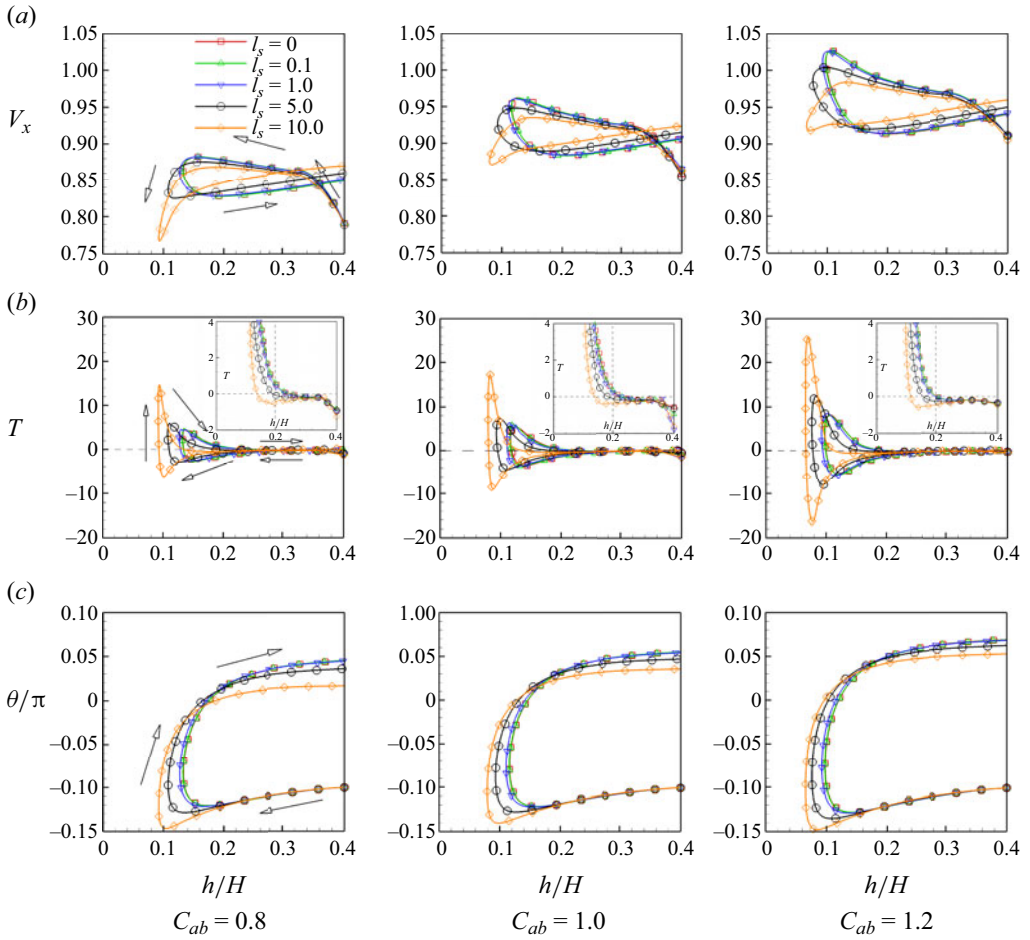 (a)
1.05 1.05 1.05
l_s = 0
l_s = 0.1
l_s = 1.0
l_s = 5.0
l_s = 10.0
1.00 1.00 1.00
0.95 0.95 0.95
V_x 0.90 0.90 0.90
0.85 0.85 0.85
0.80 0.80 0.80
0.75 0.75 0.75
0 0.1 0.2 0.3 0.4 0 0.1 0.2 0.3 0.4 0 0.1 0.2 0.3 0.4
(b)
30 30 30
4 4 4
20 20 20
2 2 2
T T T
10 10 10
0 0 0
h/H h/H h/H
-2 0 0.2 0.4 -2 0 0.2 0.4 -2 0 0.2 0.4
T 0 0 0
–10 –10 –10
–20 –20 –20
0 0.1 0.2 0.3 0.4 0 0.1 0.2 0.3 0.4 0 0.1 0.2 0.3 0.4
(c)
0.10 1.00 0.10
0.05 0.05 0.05
θ/π 0 0 0
–0.05 –0.05 –0.05
–0.10 –0.10 –0.10
–0.15 –0.15 –0.15
0 0.1 0.2 0.3 0.4 0 0.1 0.2 0.3 0.4 0 0.1 0.2 0.3 0.4
h/H h/H h/H
C_ab = 0.8 C_ab = 1.0 C_ab = 1.2